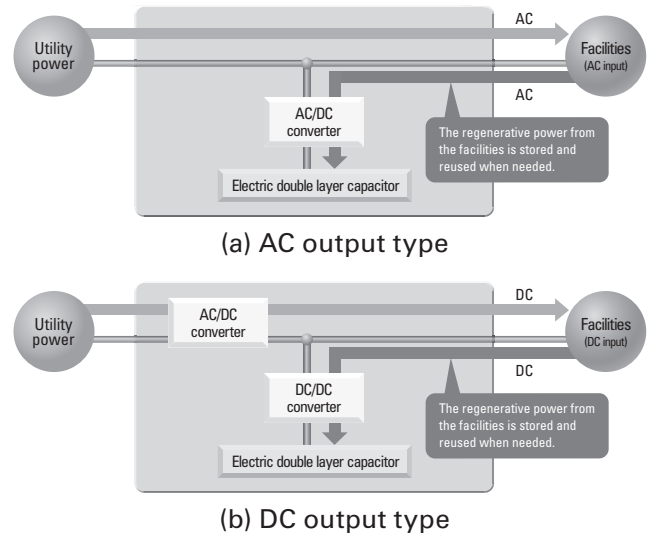 AC
Utility
power
Facilities
(AC input)
AC
AC/DC
converter
The regenerative power from
the facilities is stored and
reused when needed.
Electric double layer capacitor
(a) AC output type
DC
AC/DC
converter
Utility
power
Facilities
(DC input)
DC
DC/DC
converter
The regenerative power from
the facilities is stored and
reused when needed.
Electric double layer capacitor
(b) DC output type